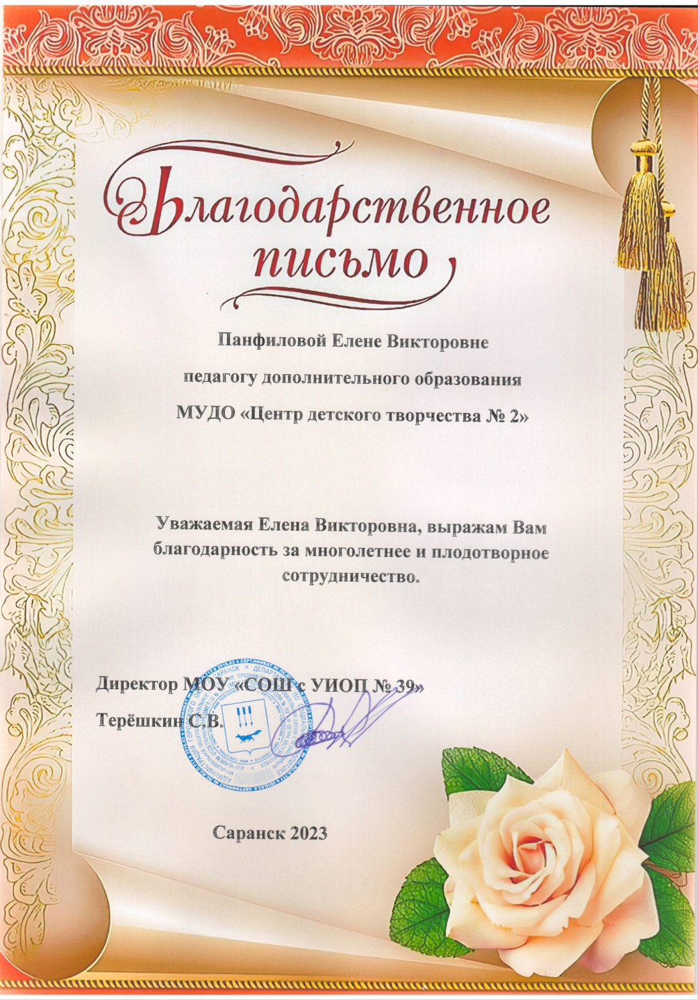 Благодарственное
письмо
Панфиловой Елене Викторовне
педагогу дополнительного образования
МУДО «Центр детского творчества № 2»
Уважаемая Елена Викторовна, выражам Вам
благодарность за многолетнее и плодотворное
сотрудничество.
Директор МОУ «СОШ с УИОП № 39»
Терёшкин С.В.
Саранск 2023